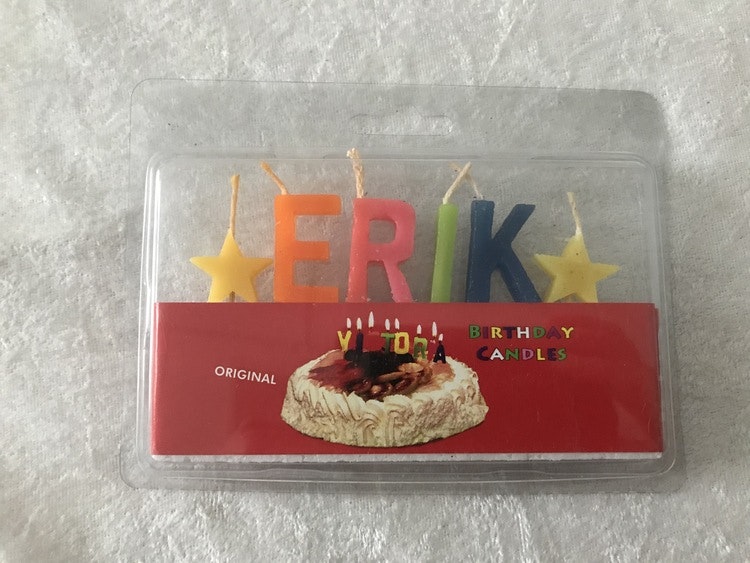 ERIK
BIRTHDAY
CANDLES
ORIGINAL